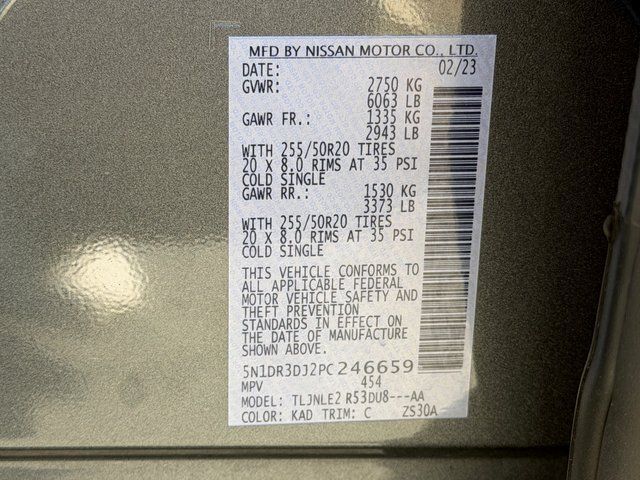 MFD BY NISSAN MOTOR CO., LTD.
DATE: 02/23
GVWR: 2750 KG
6063 LB
GAWR FR.: 1335 KG
2943 LB
WITH 255/50R20 TIRES
20 X 8.0 RIMS AT 35 PSI
COLD SINGLE
GAWR RR.: 1530 KG
3373 LB
WITH 255/50R20 TIRES
20 X 8.0 RIMS AT 35 PSI
COLD SINGLE
THIS VEHICLE CONFORMS TO
ALL APPLICABLE FEDERAL
MOTOR VEHICLE SAFETY AND
THEFT PREVENTION
STANDARDS IN EFFECT ON
THE DATE OF MANUFACTURE
SHOWN ABOVE.
5N1DR3DJ2PC246659
MPV 454
MODEL: TLJNLE2 R53DU8---AA
COLOR: KAD TRIM: C ZS30A